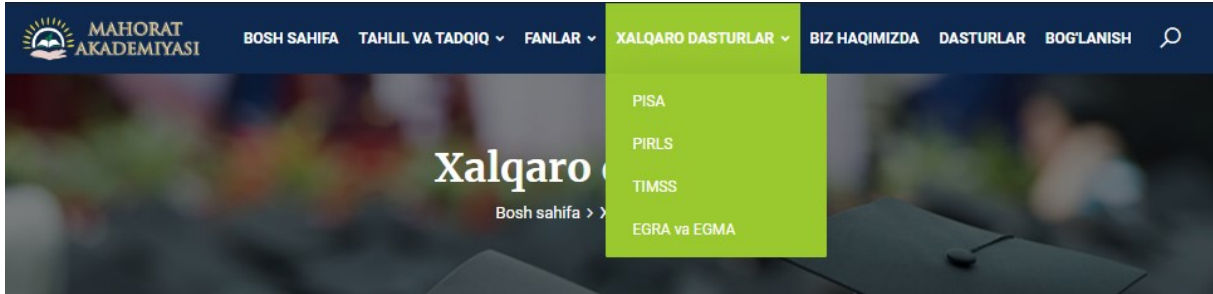 MAHORAT
AKADEMIYASI
BOSH SAHIFA TAHLIL VA TADQIQ FANLAR XALQARO DASTURLAR BIZ HAQIMIZDA DASTURLAR BOG'LANISH
PISA
PIRLS
TIMSS
EGRA va EGMA
Xalqaro
Bosh sahifa >